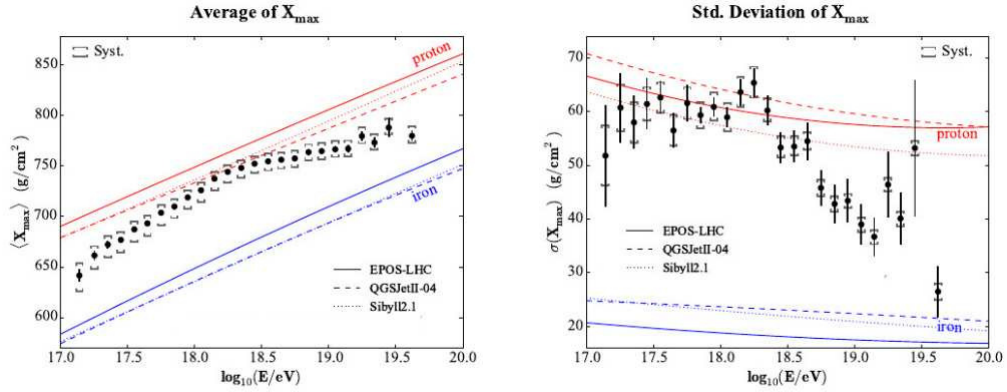 Average of Xmax
850
800
750
700
650
600
⟨Xmax⟩ (g/cm²)
Syst.
proton
iron
EPOS-LHC
QGSJetII-04
Sibyll2.1
17.0 17.5 18.0 18.5 19.0 19.5 20.0
log10(E/eV)
Std. Deviation of Xmax
70
60
50
40
30
20
σ(Xmax) (g/cm²)
Syst.
proton
EPOS-LHC
QGSJetII-04
Sibyll2.1
iron
17.0 17.5 18.0 18.5 19.0 19.5 20.0
log10(E/eV)